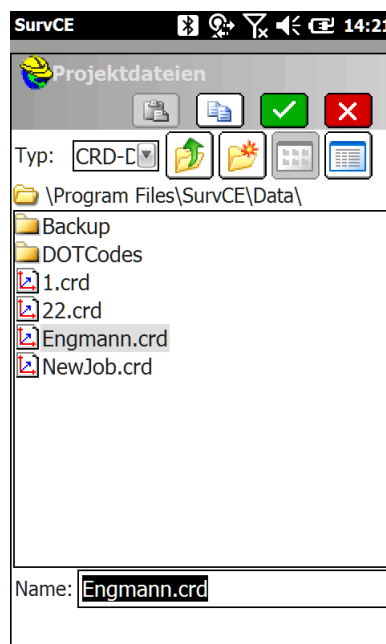 SurvCE 14:21
Projektdateien
Typ: CRD-D
\Program Files\SurvCE\Data\
Backup
DOTCodes
1.crd
22.crd
Engmann.crd
NewJob.crd
Name: Engmann.crd